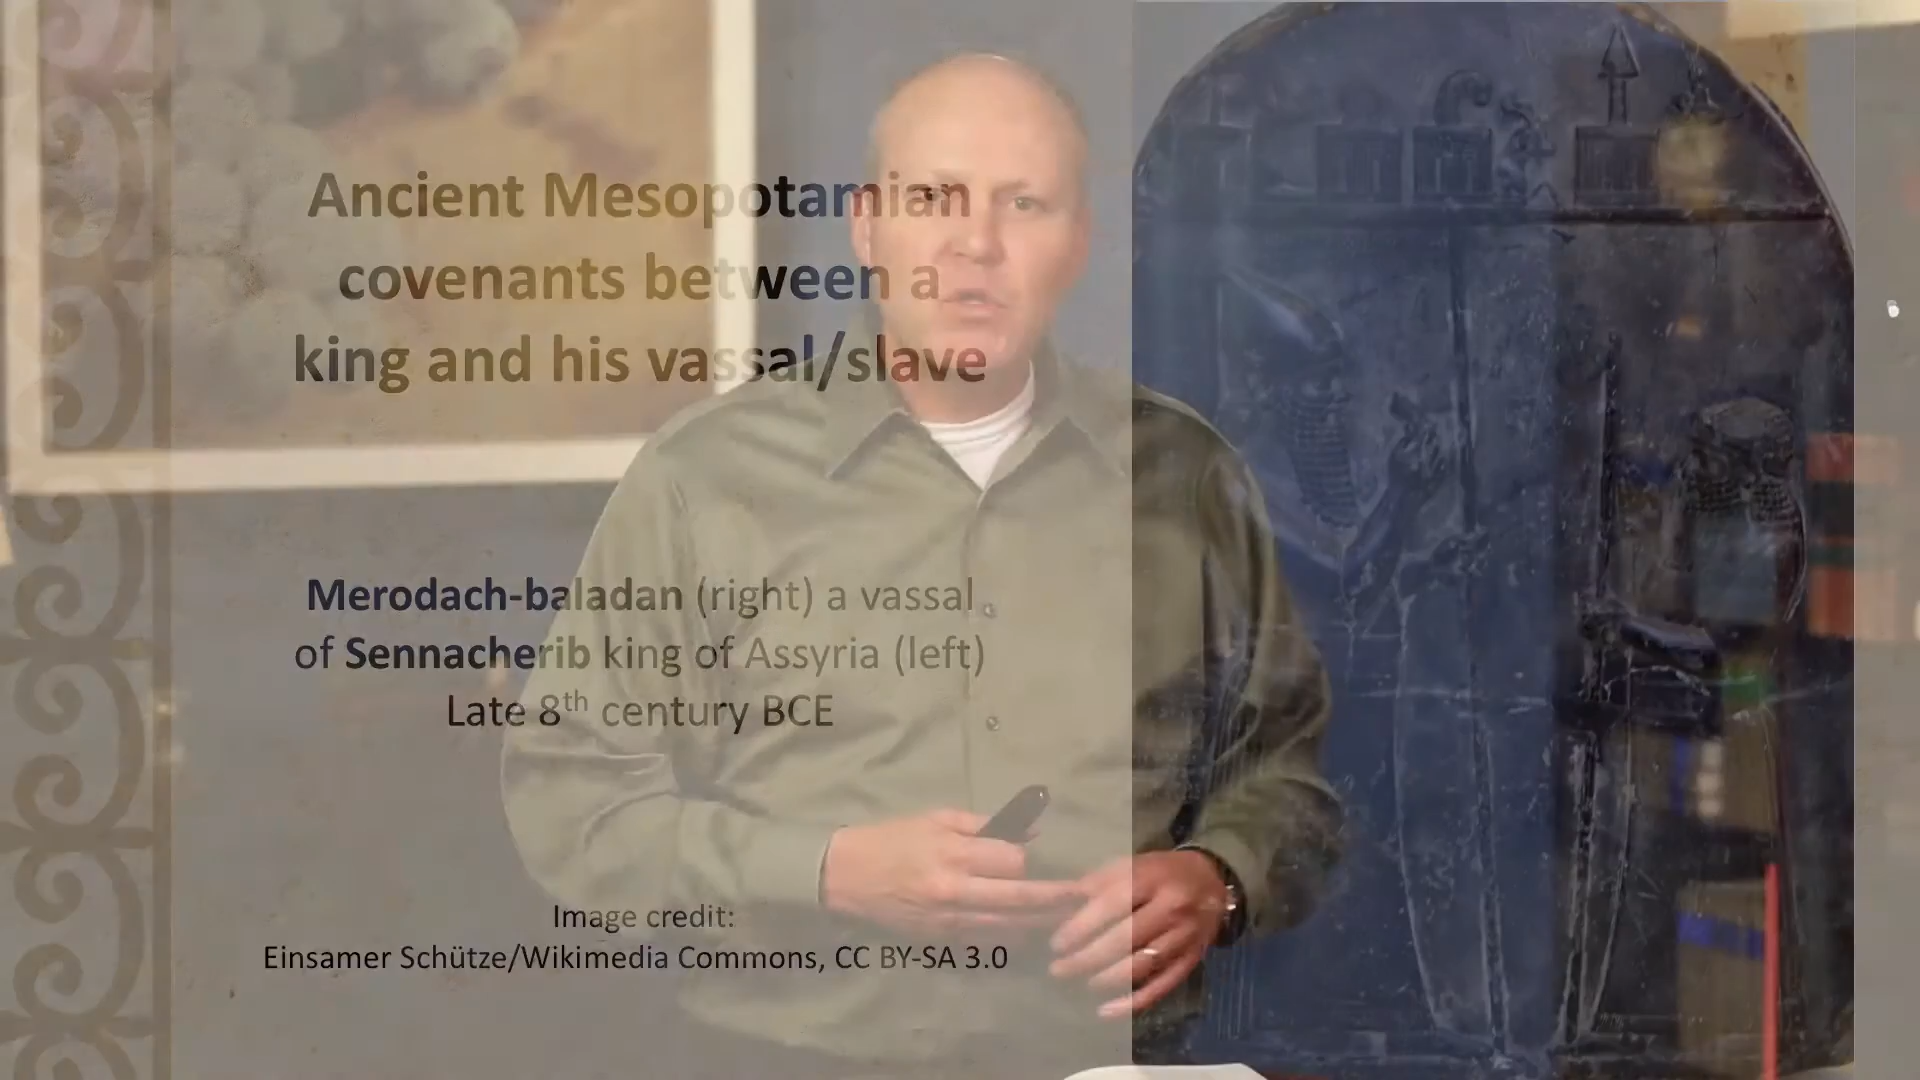 Ancient Mesopotamian
covenants between a
king and his vassal/slave
Merodach-baladan (right) a vassal
of Sennacherib king of Assyria (left)
Late 8th century BCE
Image credit:
Einsamer Schütze/Wikimedia Commons, CC BY-SA 3.0